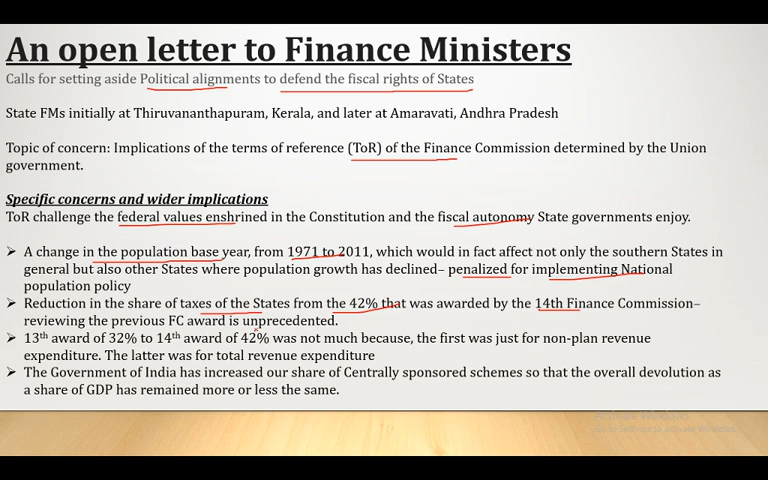 An open letter to Finance Ministers
Calls for setting aside Political alignments to defend the fiscal rights of States
State FMs initially at Thiruvananthapuram, Kerala, and later at Amaravati, Andhra Pradesh
Topic of concern: Implications of the terms of reference (ToR) of the Finance Commission determined by the Union
government.
Specific concerns and wider implications
ToR challenge the federal values enshrined in the Constitution and the fiscal autonomy State governments enjoy.
➢ A change in the population base year, from 1971 to 2011, which would in fact affect not only the southern States in
general but also other States where population growth has declined– penalized for implementing National
population policy
➢ Reduction in the share of taxes of the States from the 42% that was awarded by the 14th Finance Commission–
reviewing the previous FC award is unprecedented.
➢ 13th award of 32% to 14th award of 42% was not much because, the first was just for non-plan revenue
expenditure. The latter was for total revenue expenditure
➢ The Government of India has increased our share of Centrally sponsored schemes so that the overall devolution as
a share of GDP has remained more or less the same.
Activate Windows
Go to Settings to activate Windows.